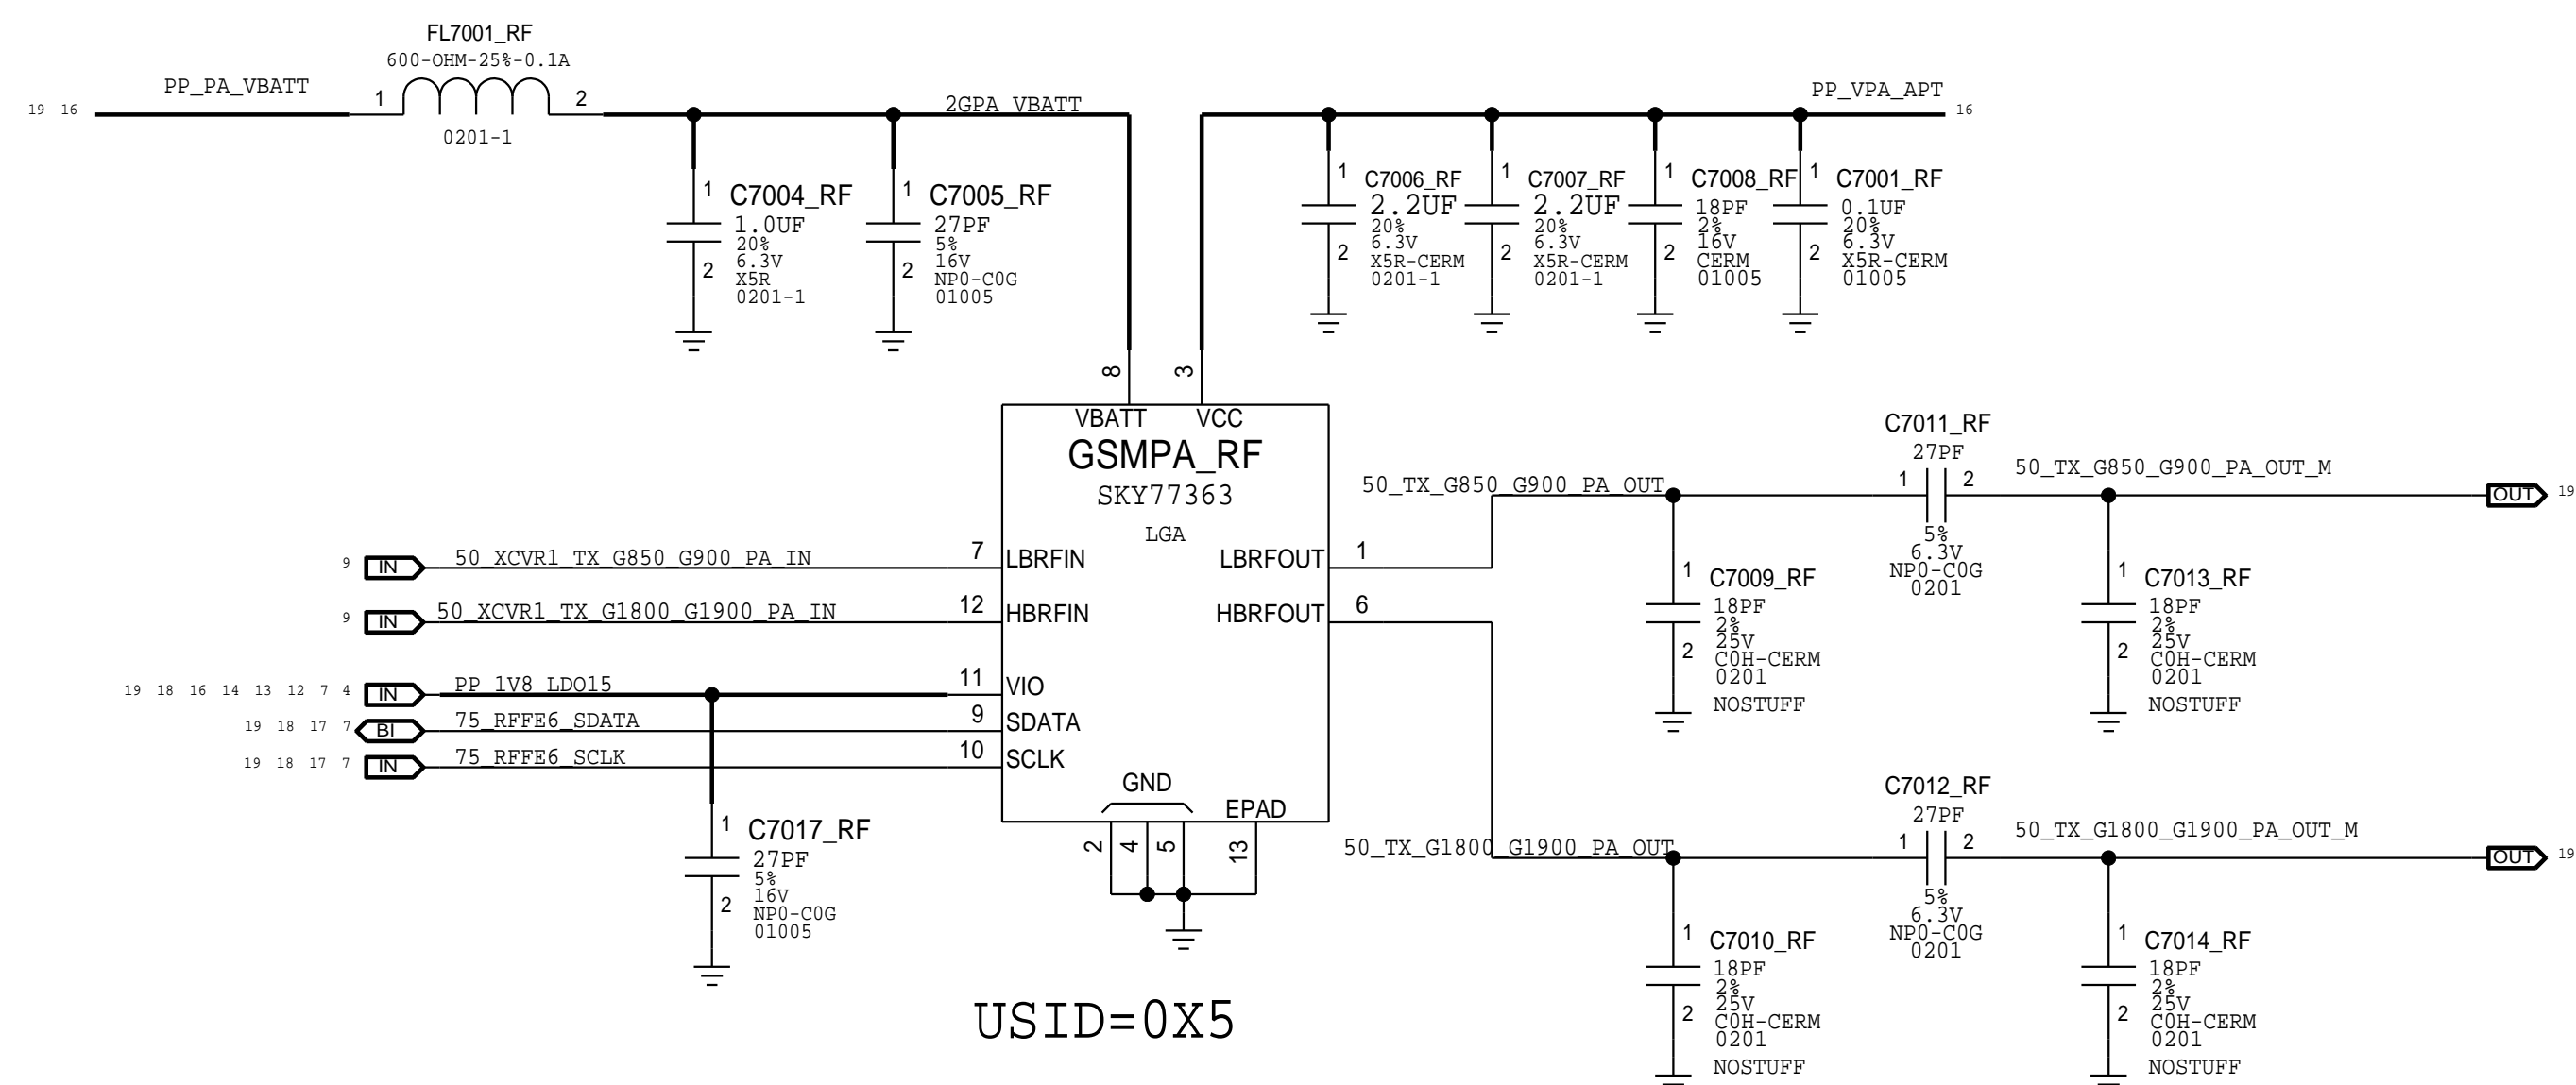 FL7001_RF
600-OHM-25%-0.1A
PP_PA_VBATT
1
2
19 16
0201-1
2GPA_VBATT
PP_VPA_APT
16
1
C7004_RF
1.0UF
20%
6.3V
X5R
0201-1
2
1
C7005_RF
27PF
5%
16V
NP0-C0G
01005
2
1
C7006_RF
2.2UF
20%
6.3V
X5R-CERM
0201-1
2
1
C7007_RF
2.2UF
20%
6.3V
X5R-CERM
0201-1
2
1
C7008_RF
18PF
2%
16V
CERM
01005
2
1
C7001_RF
0.1UF
20%
6.3V
X5R-CERM
01005
2
8
3
VBATT
VCC
GSMPA_RF
SKY77363
LGA
9 IN 50_XCVR1_TX_G850_G900_PA_IN 7 LBRFIN
9 IN 50_XCVR1_TX_G1800_G1900_PA_IN 12 HBRFIN
19 18 16 14 13 12 7 4 IN PP_1V8_LDO15 11 VIO
19 18 17 7 BI 75_RFFE6_SDATA 9 SDATA
19 18 17 7 IN 75_RFFE6_SCLK 10 SCLK
LBRFOUT 1
HBRFOUT 6
GND
EPAD
2
4
5
13
1
C7017_RF
27PF
5%
16V
NP0-C0G
01005
2
USID=0X5
50_TX_G850_G900_PA_OUT
C7011_RF
27PF
1
2
5%
6.3V
NP0-C0G
0201
50_TX_G850_G900_PA_OUT_M
OUT 19
1
C7009_RF
18PF
2%
25V
C0H-CERM
0201
2
NOSTUFF
1
C7013_RF
18PF
2%
25V
C0H-CERM
0201
2
NOSTUFF
50_TX_G1800_G1900_PA_OUT
C7012_RF
27PF
1
2
5%
6.3V
NP0-C0G
0201
50_TX_G1800_G1900_PA_OUT_M
OUT 19
1
C7010_RF
18PF
2%
25V
C0H-CERM
0201
2
NOSTUFF
1
C7014_RF
18PF
2%
25V
C0H-CERM
0201
2
NOSTUFF